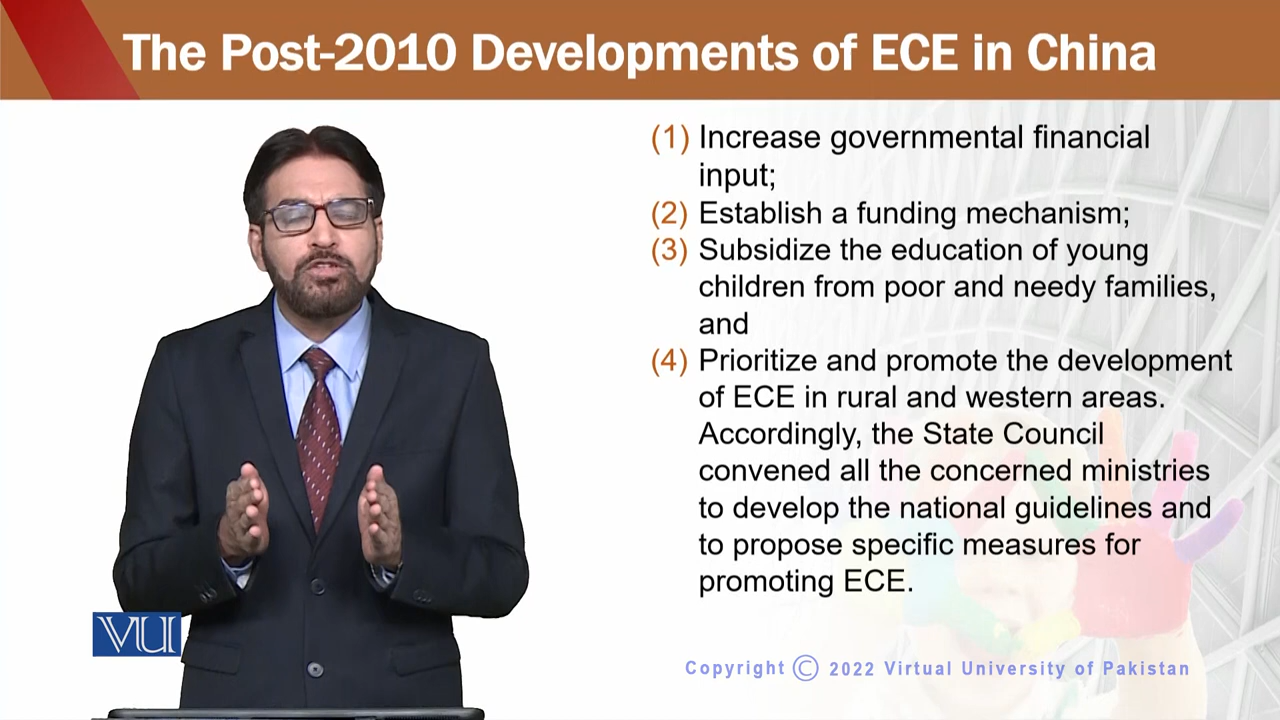 The Post-2010 Developments of ECE in China
(1) Increase governmental financial
input;
(2) Establish a funding mechanism;
(3) Subsidize the education of young
children from poor and needy families,
and
(4) Prioritize and promote the development
of ECE in rural and western areas.
Accordingly, the State Council
convened all the concerned ministries
to develop the national guidelines and
to propose specific measures for
promoting ECE.
VU
Copyright © 2022 Virtual University of Pakistan